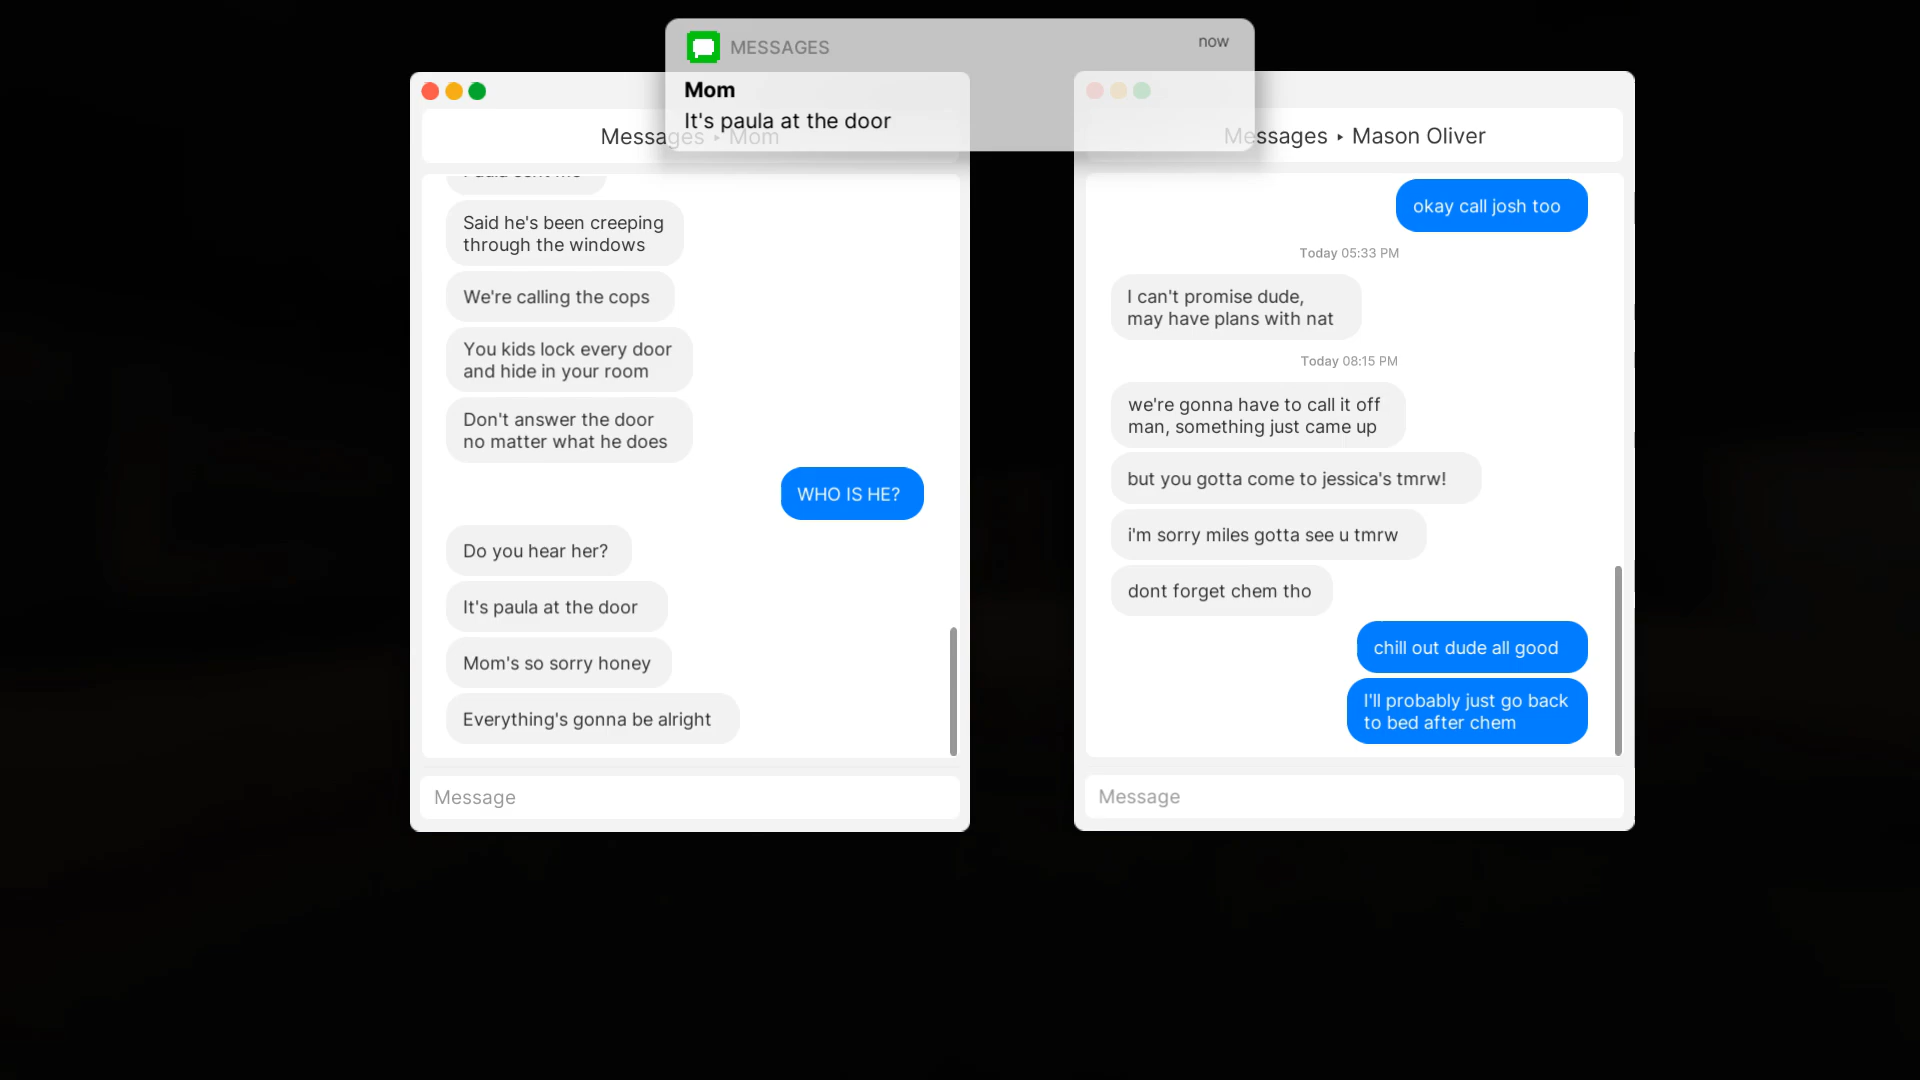 MESSAGES
now
Mom
It's paula at the door
Messages ▸ Mom
Said he's been creeping
through the windows
We're calling the cops
You kids lock every door
and hide in your room
Don't answer the door
no matter what he does
WHO IS HE?
Do you hear her?
It's paula at the door
Mom's so sorry honey
Everything's gonna be alright
Message
Messages ▸ Mason Oliver
okay call josh too
Today 05:33 PM
I can't promise dude,
may have plans with nat
Today 08:15 PM
we're gonna have to call it off
man, something just came up
but you gotta come to jessica's tmrw!
i'm sorry miles gotta see u tmrw
dont forget chem tho
chill out dude all good
I'll probably just go back
to bed after chem
Message